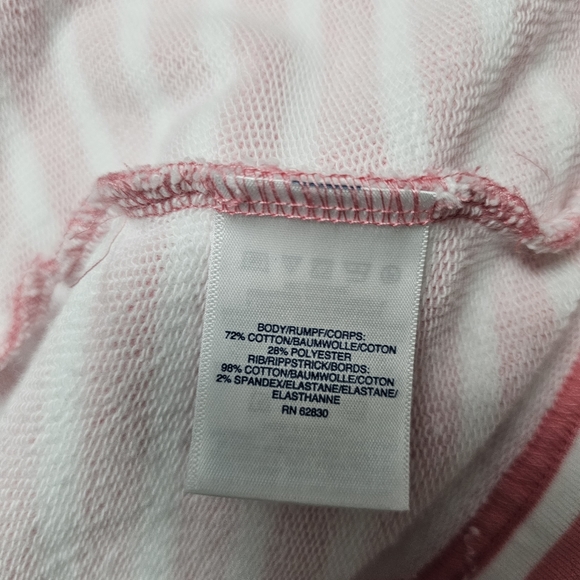 BODY/RUMPF/CORPS:
72% COTTON/BAUMWOLLE/COTON
28% POLYESTER
RIB/RIPPSTRICK/BORDS:
98% COTTON/BAUMWOLLE/COTON
2% SPANDEX/ELASTANE/ELASTANE/
ELASTHANNE
RN 62830